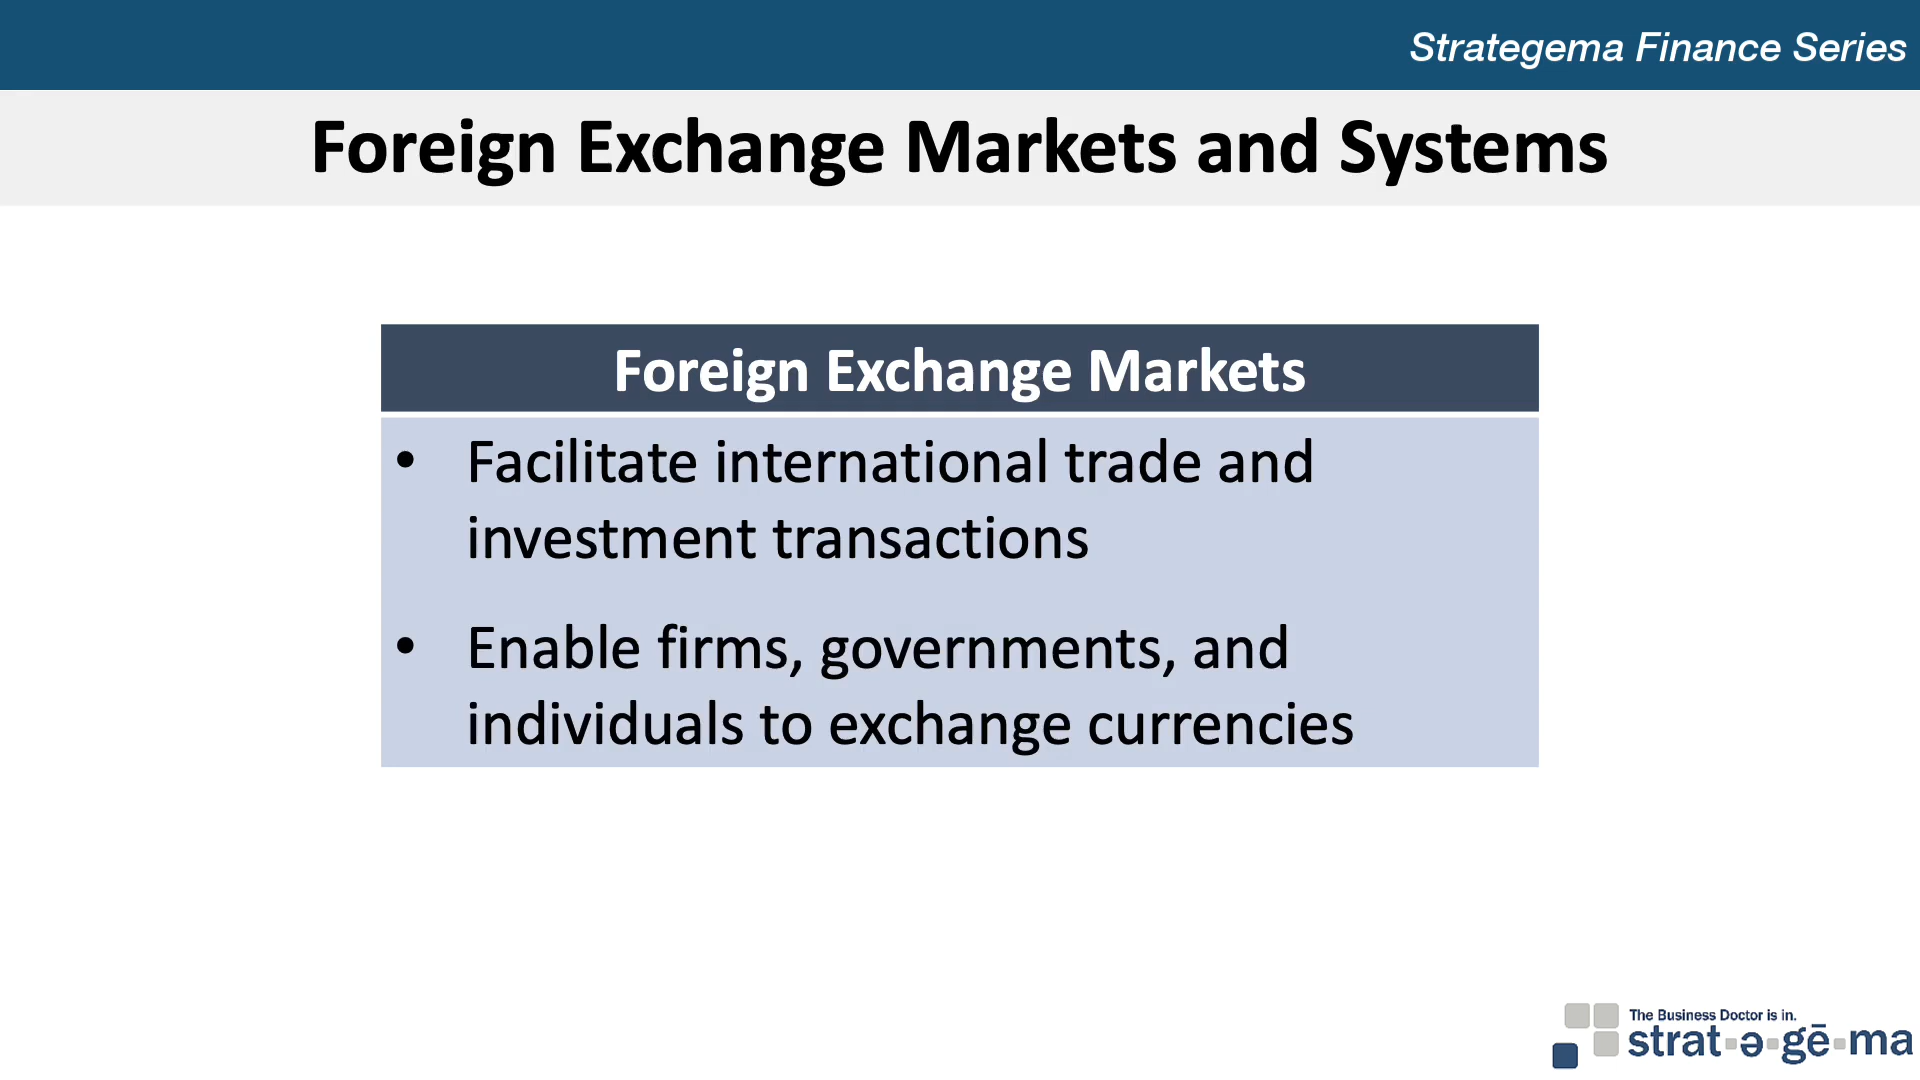 Strategema Finance Series
Foreign Exchange Markets and Systems
Foreign Exchange Markets
• Facilitate international trade and
investment transactions
• Enable firms, governments, and
individuals to exchange currencies
The Business Doctor is in.
strat▪ə▪gē▪ma